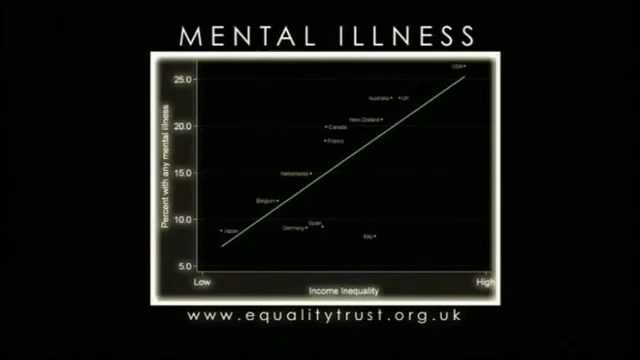 MENTAL ILLNESS
25.0
20.0
15.0
10.0
5.0
Percent with any mental illness
USA
Australia
UK
New Zealand
Canada
France
Netherlands
Belgium
Japan
Germany
Spain
Italy
Low
High
Income Inequality
www.equalitytrust.org.uk